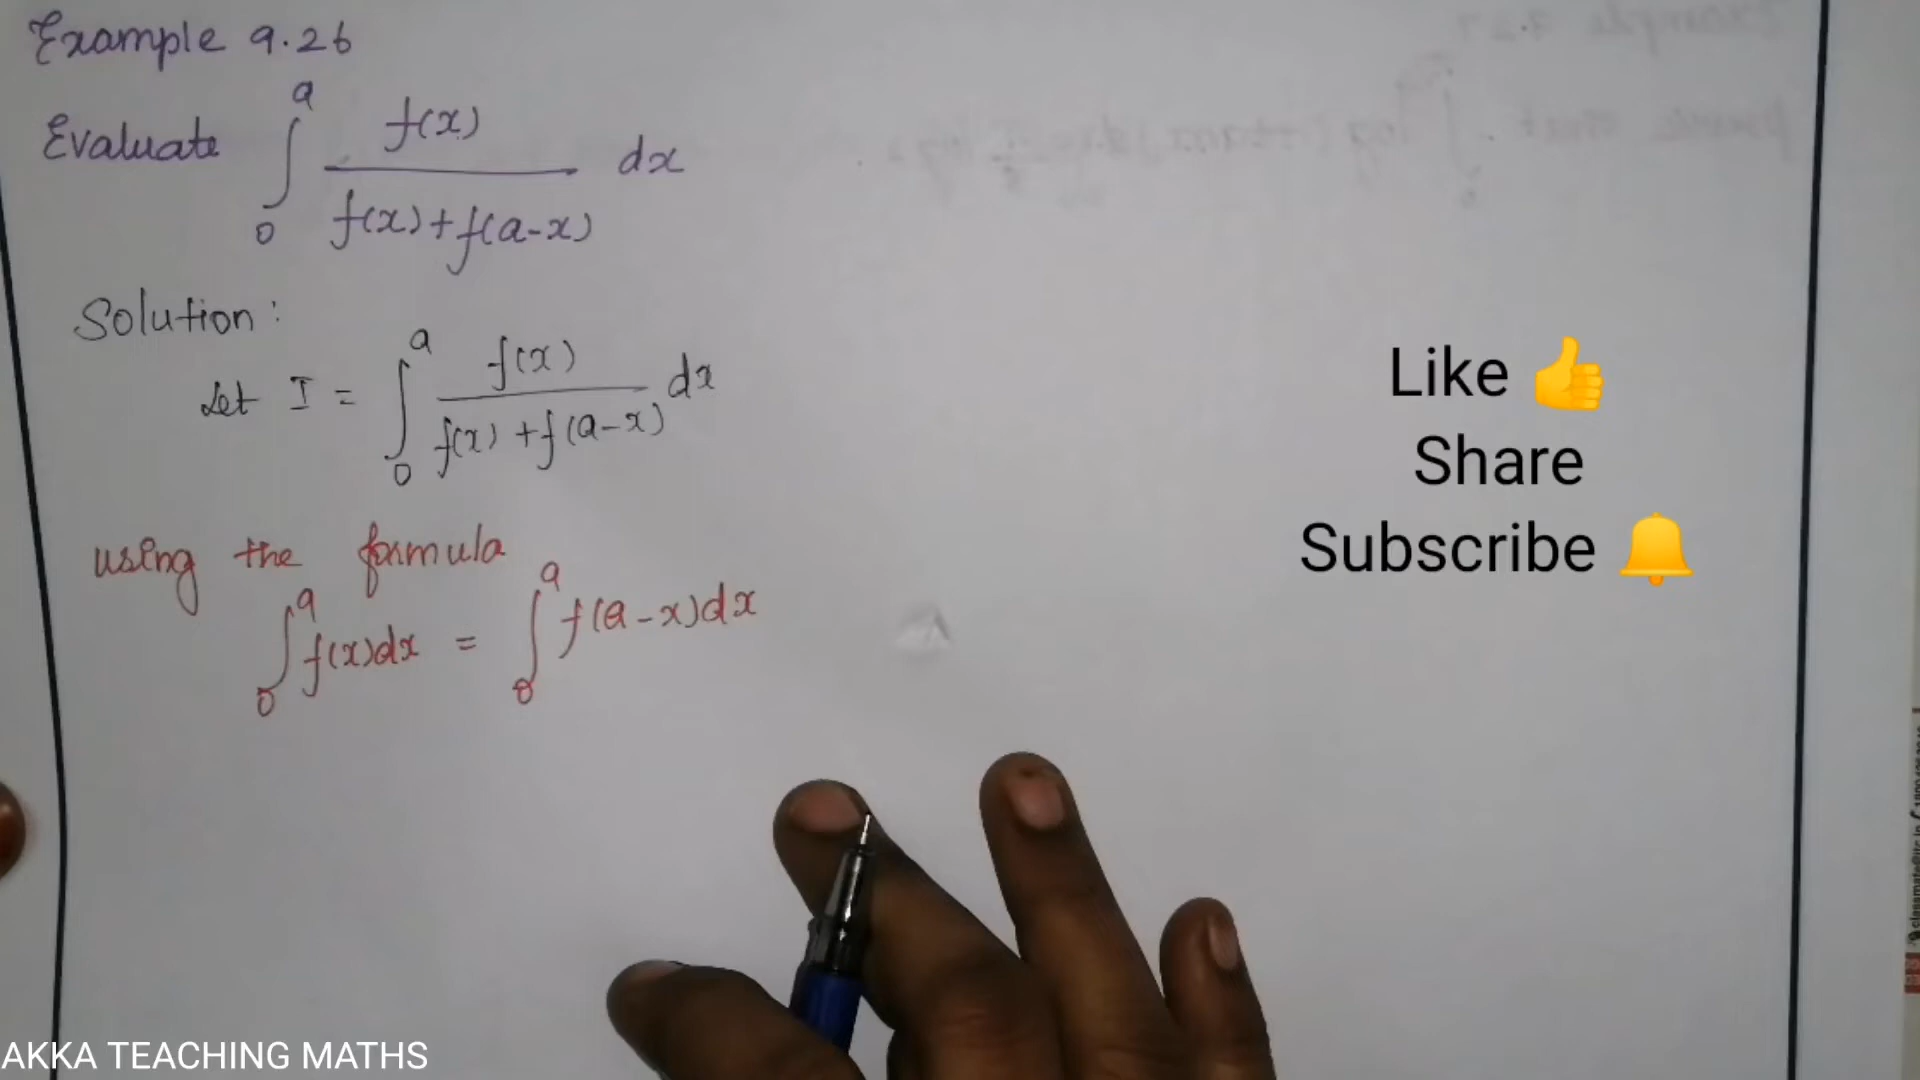 Example 9.26
Evaluate ∫₀ᵃ f(x) / f(x)+f(a-x) dx
Solution:
Let I = ∫₀ᵃ f(x) / f(x)+f(a-x) dx
using the formula
∫₀ᵃ f(x)dx = ∫₀ᵃ f(a-x)dx
Like 👍
Share
Subscribe 🔔
AKKA TEACHING MATHS